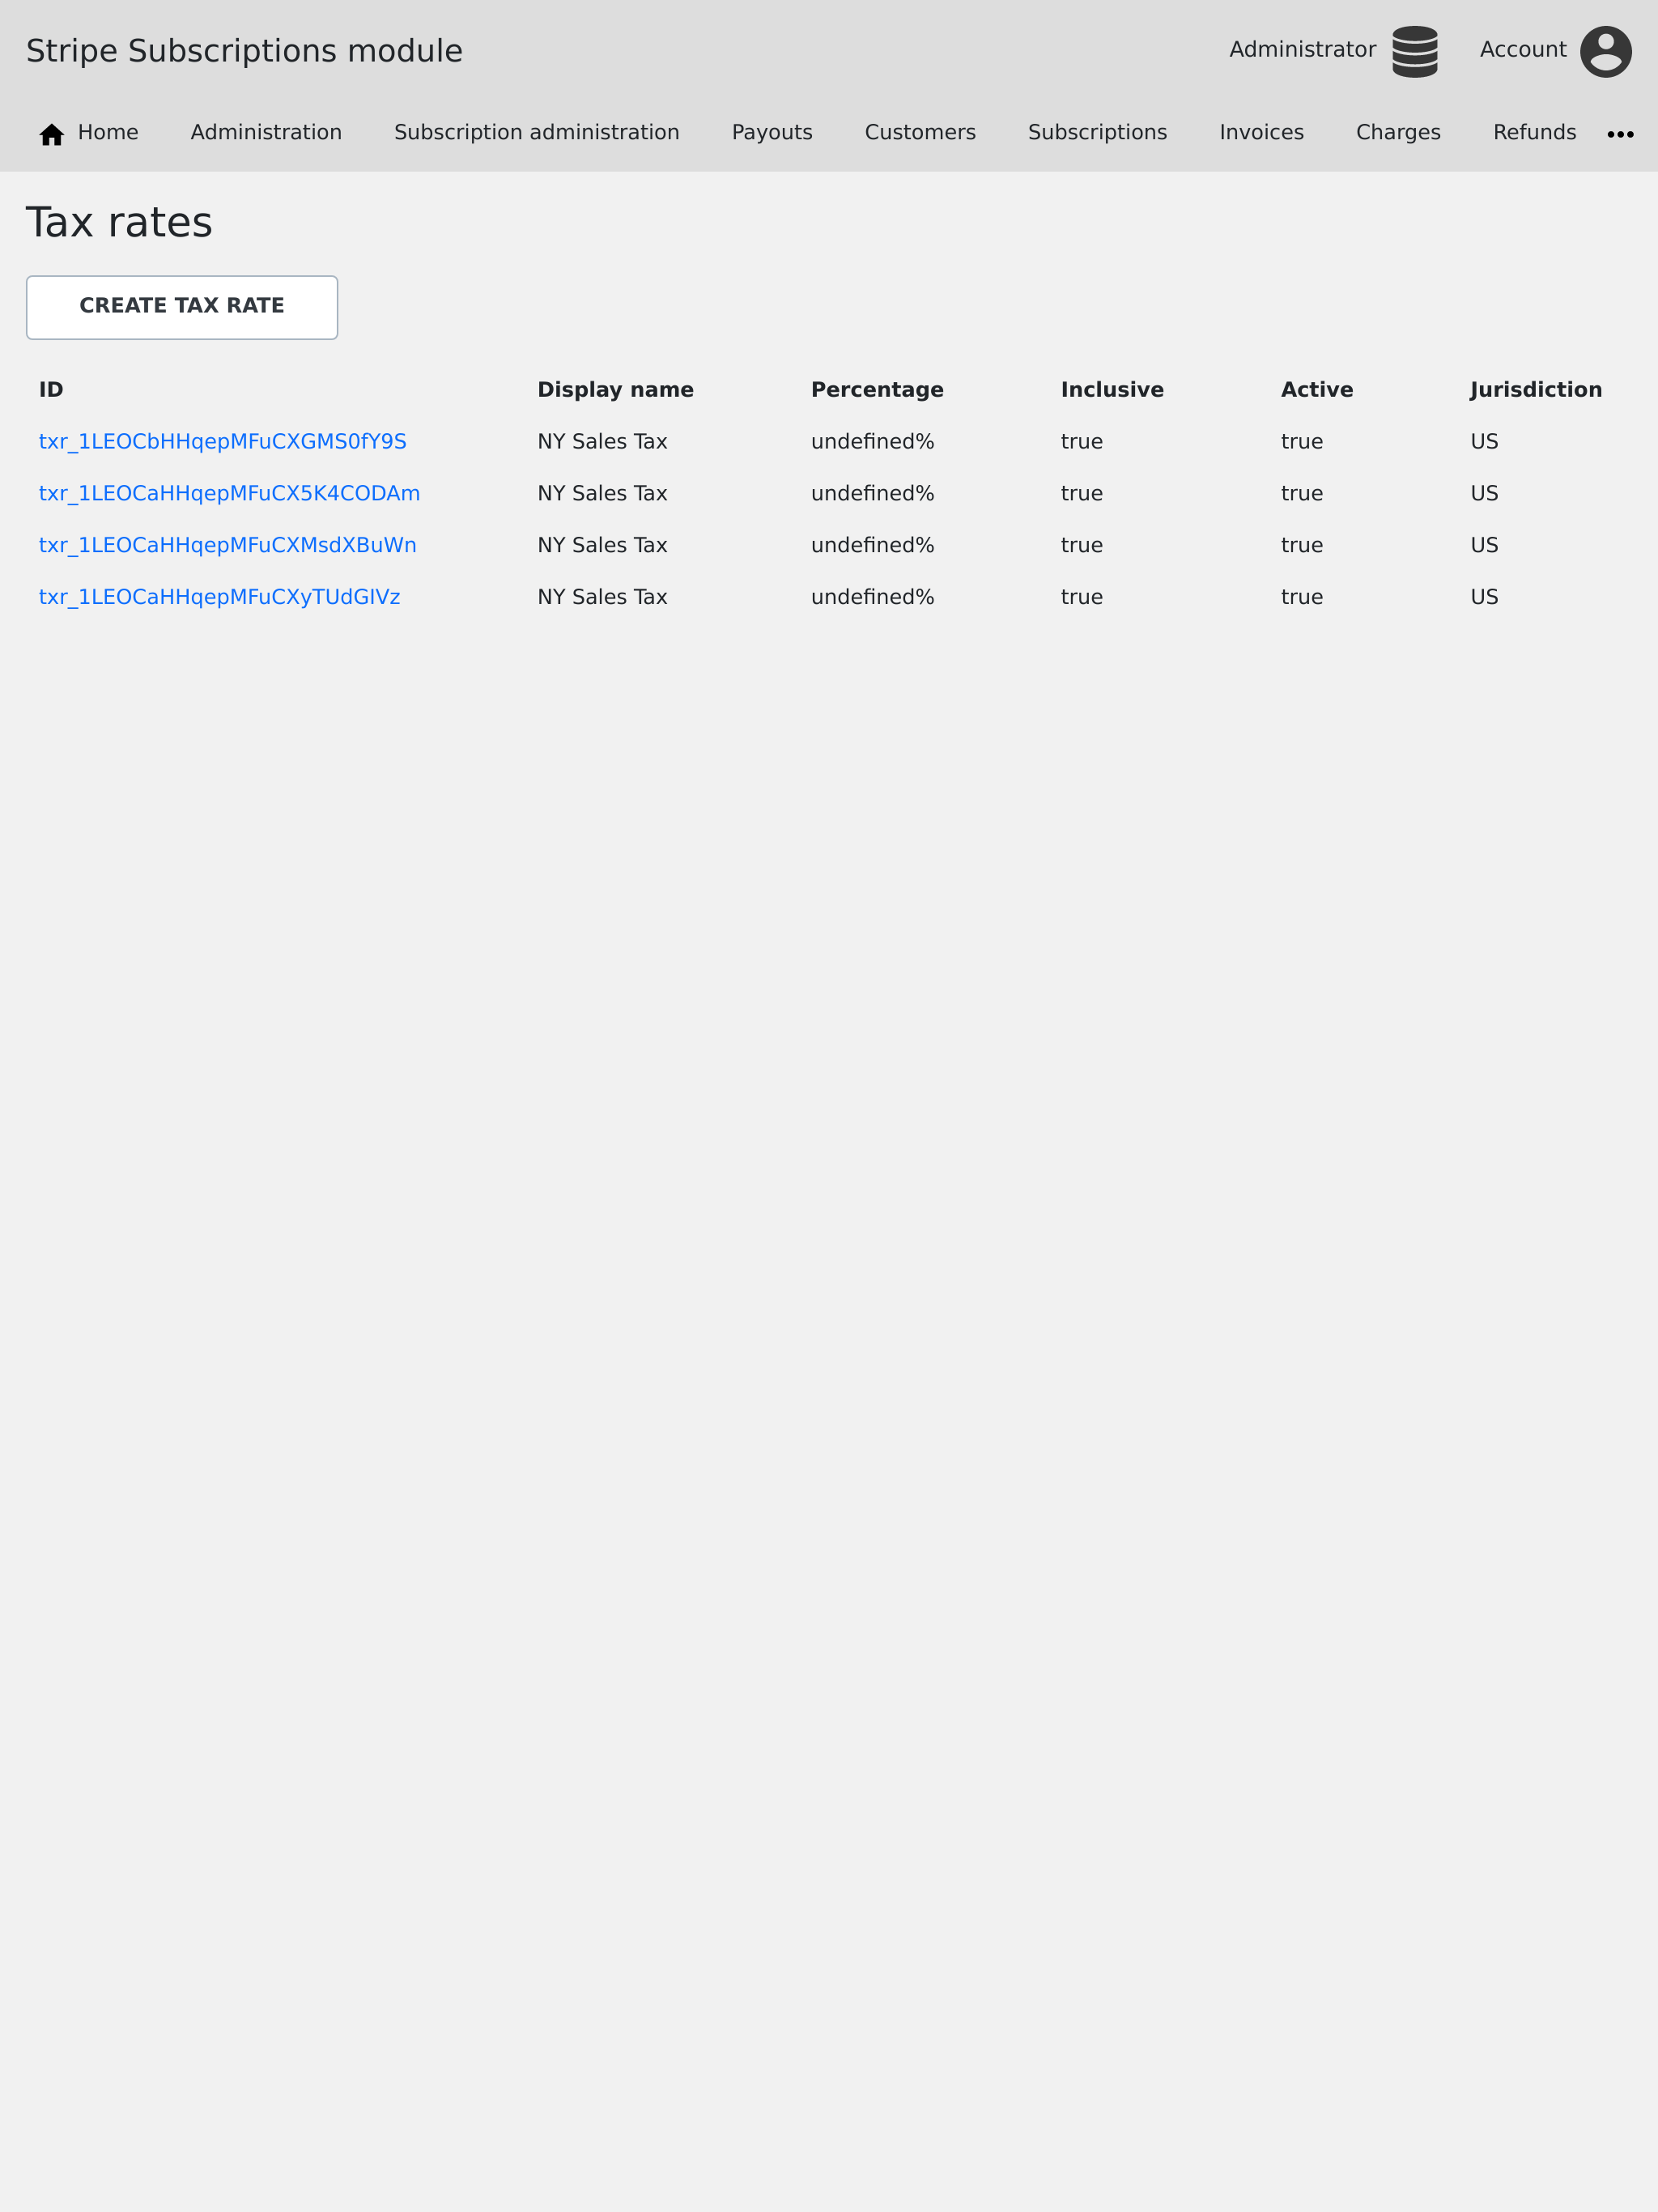 Stripe Subscriptions module
Administrator Account
Home Administration Subscription administration Payouts Customers Subscriptions Invoices Charges Refunds
Tax rates
CREATE TAX RATE
ID Display name Percentage Inclusive Active Jurisdiction
txr_1LEOCbHHqepMFuCXGMS0fY9S NY Sales Tax undefined% true true US
txr_1LEOCaHHqepMFuCX5K4CODAm NY Sales Tax undefined% true true US
txr_1LEOCaHHqepMFuCXMsdXBuWn NY Sales Tax undefined% true true US
txr_1LEOCaHHqepMFuCXyTUdGIVz NY Sales Tax undefined% true true US